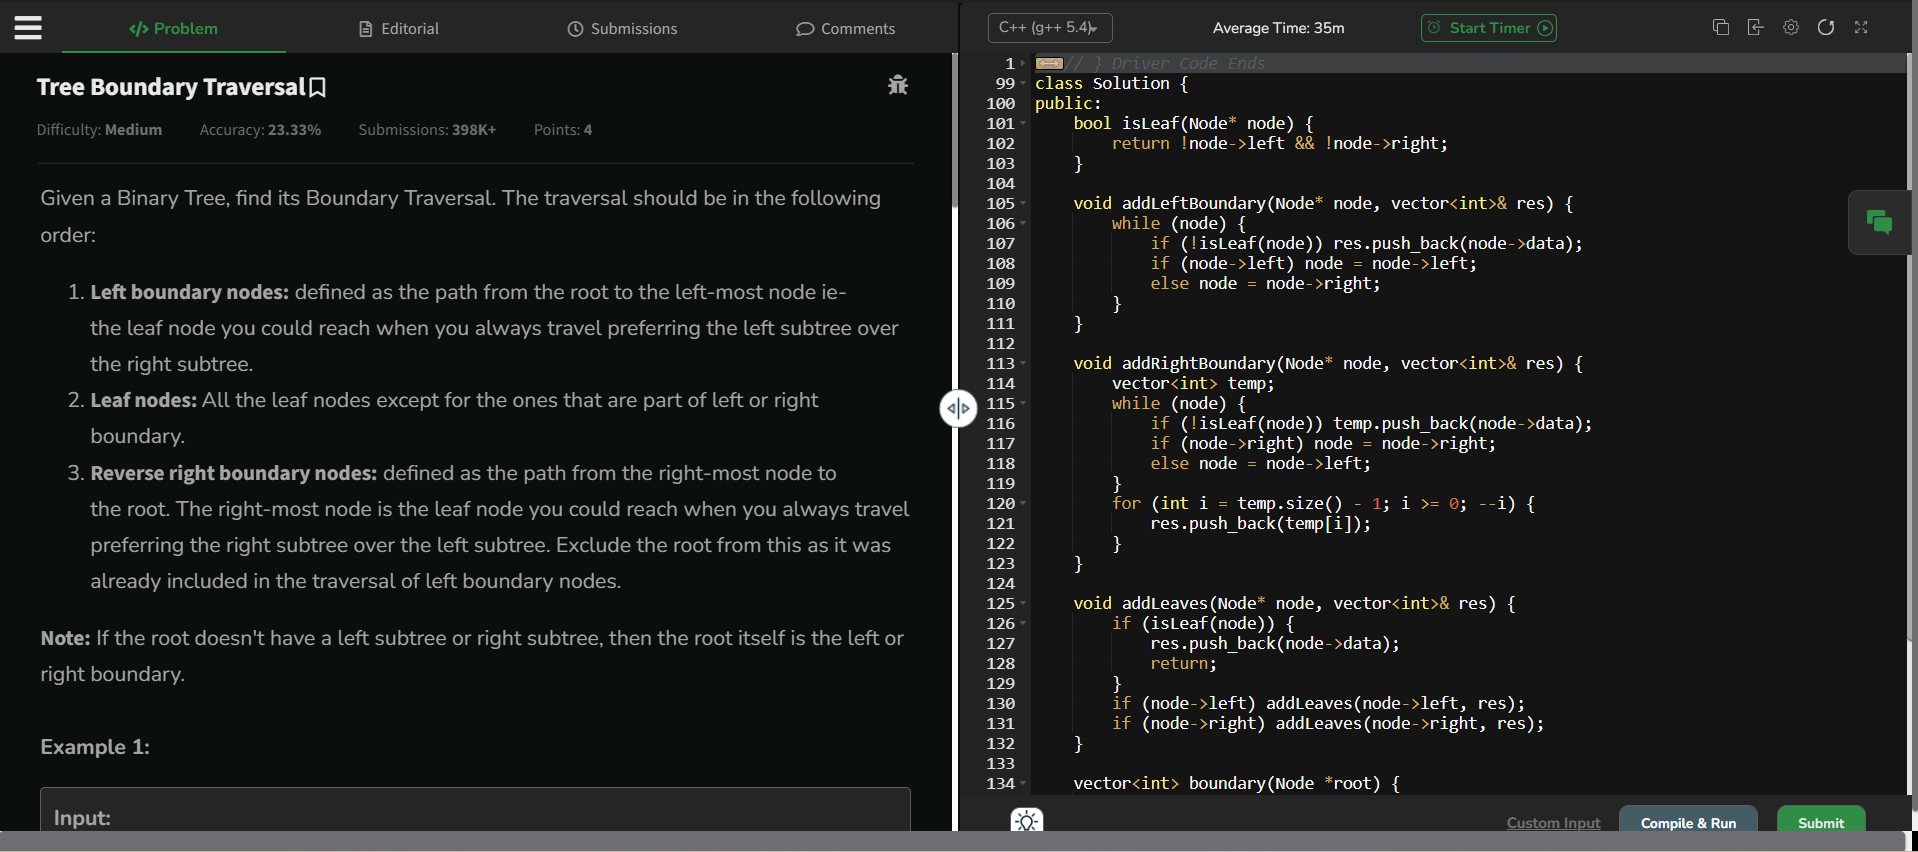 </> Problem
Editorial
Submissions
Comments
Tree Boundary Traversal
Difficulty: Medium Accuracy: 23.33% Submissions: 398K+ Points: 4
Given a Binary Tree, find its Boundary Traversal. The traversal should be in the following
order:
1. Left boundary nodes: defined as the path from the root to the left-most node ie-
the leaf node you could reach when you always travel preferring the left subtree over
the right subtree.
2. Leaf nodes: All the leaf nodes except for the ones that are part of left or right
boundary.
3. Reverse right boundary nodes: defined as the path from the right-most node to
the root. The right-most node is the leaf node you could reach when you always travel
preferring the right subtree over the left subtree. Exclude the root from this as it was
already included in the traversal of left boundary nodes.
Note: If the root doesn't have a left subtree or right subtree, then the root itself is the left or
right boundary.
Example 1:
Input:
C++ (g++ 5.4)
Average Time: 35m
Start Timer
1 // } Driver Code Ends
99 class Solution {
100 public:
101     bool isLeaf(Node* node) {
102         return !node->left && !node->right;
103     }
104
105     void addLeftBoundary(Node* node, vector<int>& res) {
106         while (node) {
107             if (!isLeaf(node)) res.push_back(node->data);
108             if (node->left) node = node->left;
109             else node = node->right;
110         }
111     }
112
113     void addRightBoundary(Node* node, vector<int>& res) {
114         vector<int> temp;
115         while (node) {
116             if (!isLeaf(node)) temp.push_back(node->data);
117             if (node->right) node = node->right;
118             else node = node->left;
119         }
120         for (int i = temp.size() - 1; i >= 0; --i) {
121             res.push_back(temp[i]);
122         }
123     }
124
125     void addLeaves(Node* node, vector<int>& res) {
126         if (isLeaf(node)) {
127             res.push_back(node->data);
128             return;
129         }
130         if (node->left) addLeaves(node->left, res);
131         if (node->right) addLeaves(node->right, res);
132     }
133
134     vector<int> boundary(Node *root) {
Custom Input
Compile & Run
Submit